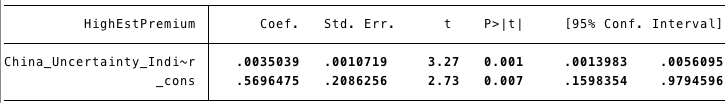 HighEstPremium Coef. Std. Err. t P>|t| [95% Conf. Interval]
China_Uncertainty_Indi~r .0035039 .0010719 3.27 0.001 .0013983 .0056095
_cons .5696475 .2086256 2.73 0.007 .1598354 .9794596